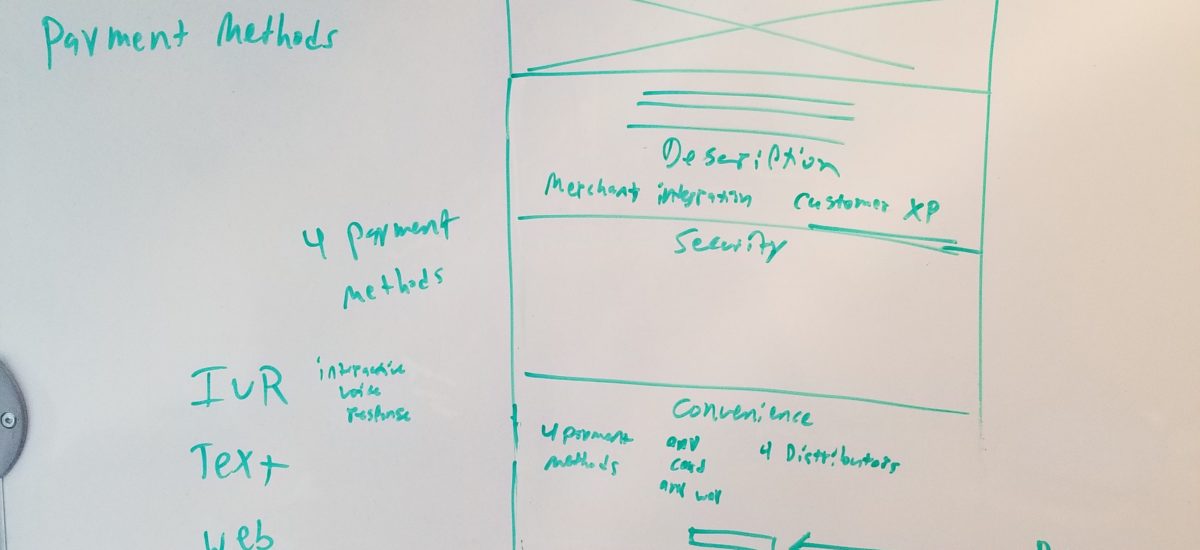 Payment Methods
Description
Merchant integration Customer XP
4 payment
methods
Security
IVR interactive
voice
response
Text
Web
Convenience
4 payment
methods
any
card
any way
4 Distributors